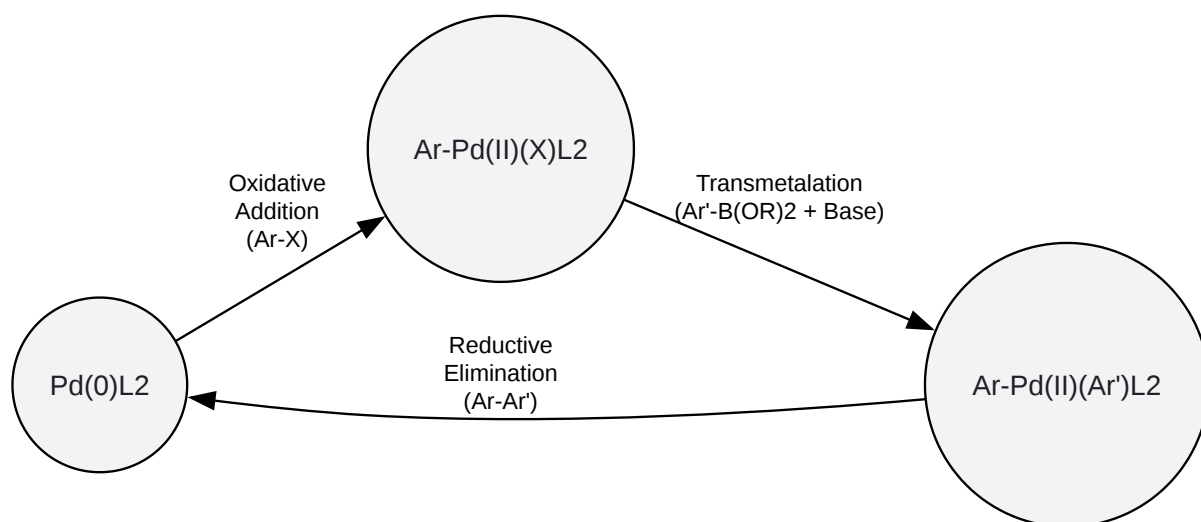 Ar-Pd(II)(X)L2
Oxidative
Addition
(Ar-X)
Transmetalation
(Ar'-B(OR)2 + Base)
Reductive
Elimination
(Ar-Ar')
Pd(0)L2
Ar-Pd(II)(Ar')L2